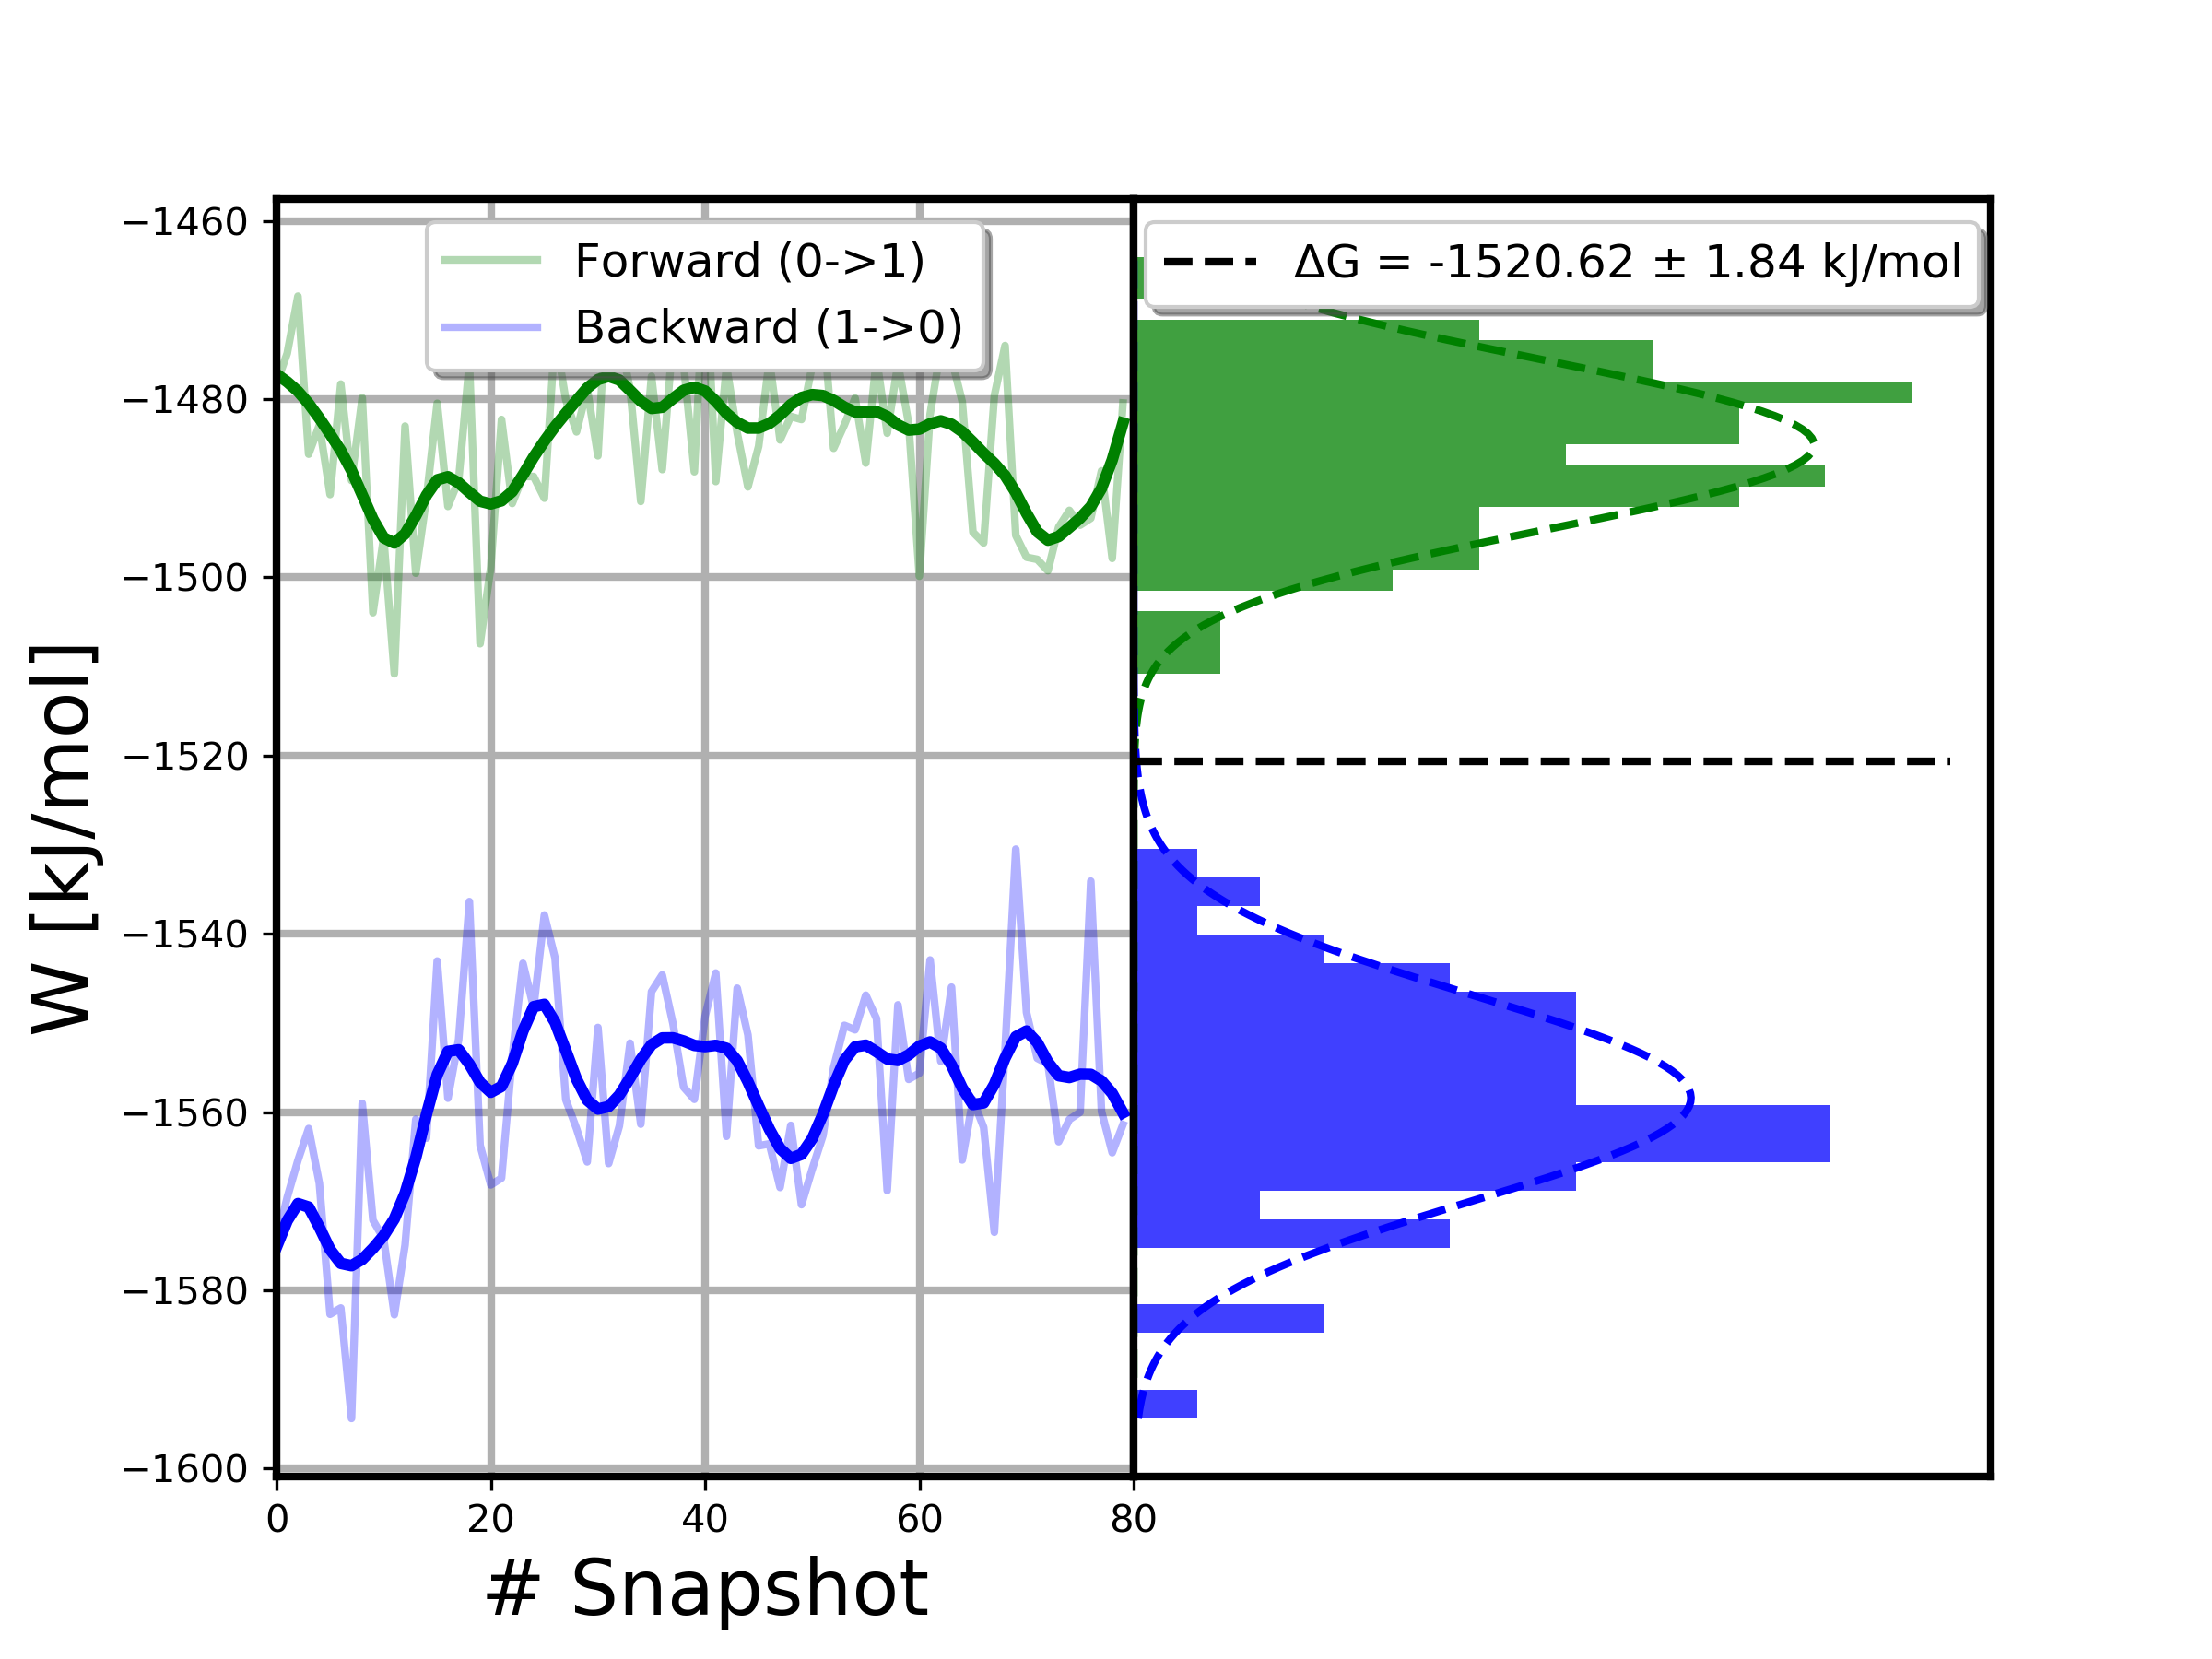 W [kJ/mol]
−1460
−1480
−1500
−1520
−1540
−1560
−1580
−1600
Forward (0->1)
Backward (1->0)
ΔG = -1520.62 ± 1.84 kJ/mol
0 20 40 60 80
# Snapshot